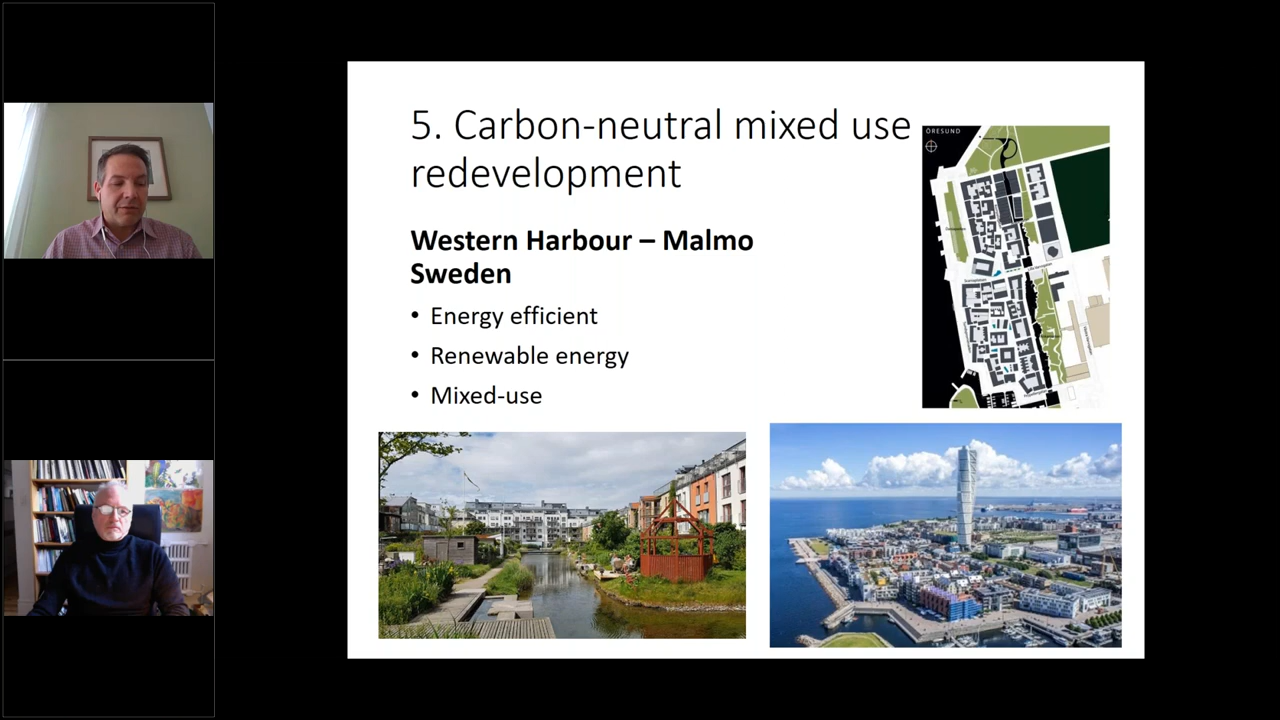 5. Carbon-neutral mixed use
redevelopment
ÖRESUND
Western Harbour – Malmo
Sweden
• Energy efficient
• Renewable energy
• Mixed-use